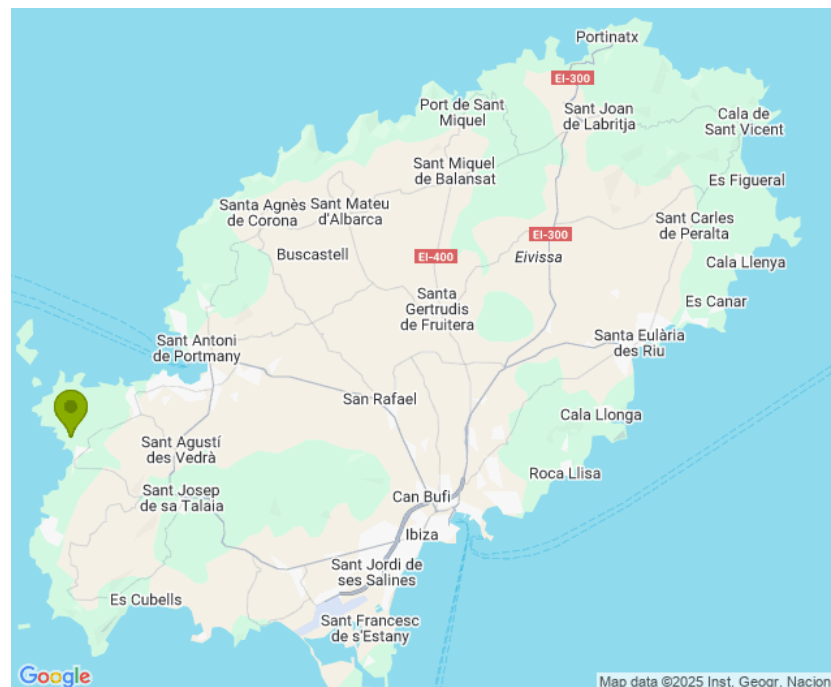 Portinatx
EI-300
Port de Sant
Miquel
Sant Joan
de Labritja
Cala de
Sant Vicent
Sant Miquel
de Balansat
Es Figueral
Santa Agnès
de Corona
Sant Mateu
d'Albarca
Sant Carles
de Peralta
EI-300
Buscastell
EI-400
Eivissa
Cala Llenya
Santa
Gertrudis
de Fruitera
Es Canar
Sant Antoni
de Portmany
Santa Eulària
des Riu
San Rafael
Cala Llonga
Sant Agustí
des Vedrà
Roca Llisa
Sant Josep
de sa Talaia
Can Bufi
Ibiza
Sant Jordi de
ses Salines
Es Cubells
Sant Francesc
de s'Estany
Google
Map data ©2025 Inst. Geogr. Nacion